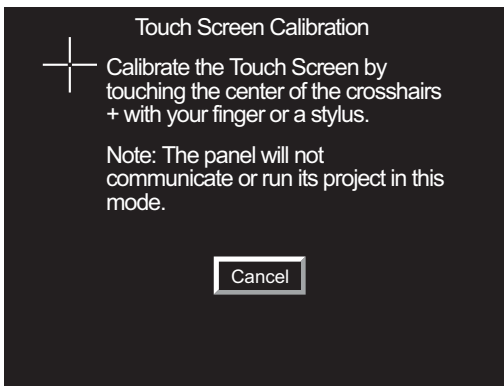 Touch Screen Calibration
Calibrate the Touch Screen by
touching the center of the crosshairs
+ with your finger or a stylus.
Note: The panel will not
communicate or run its project in this
mode.
Cancel